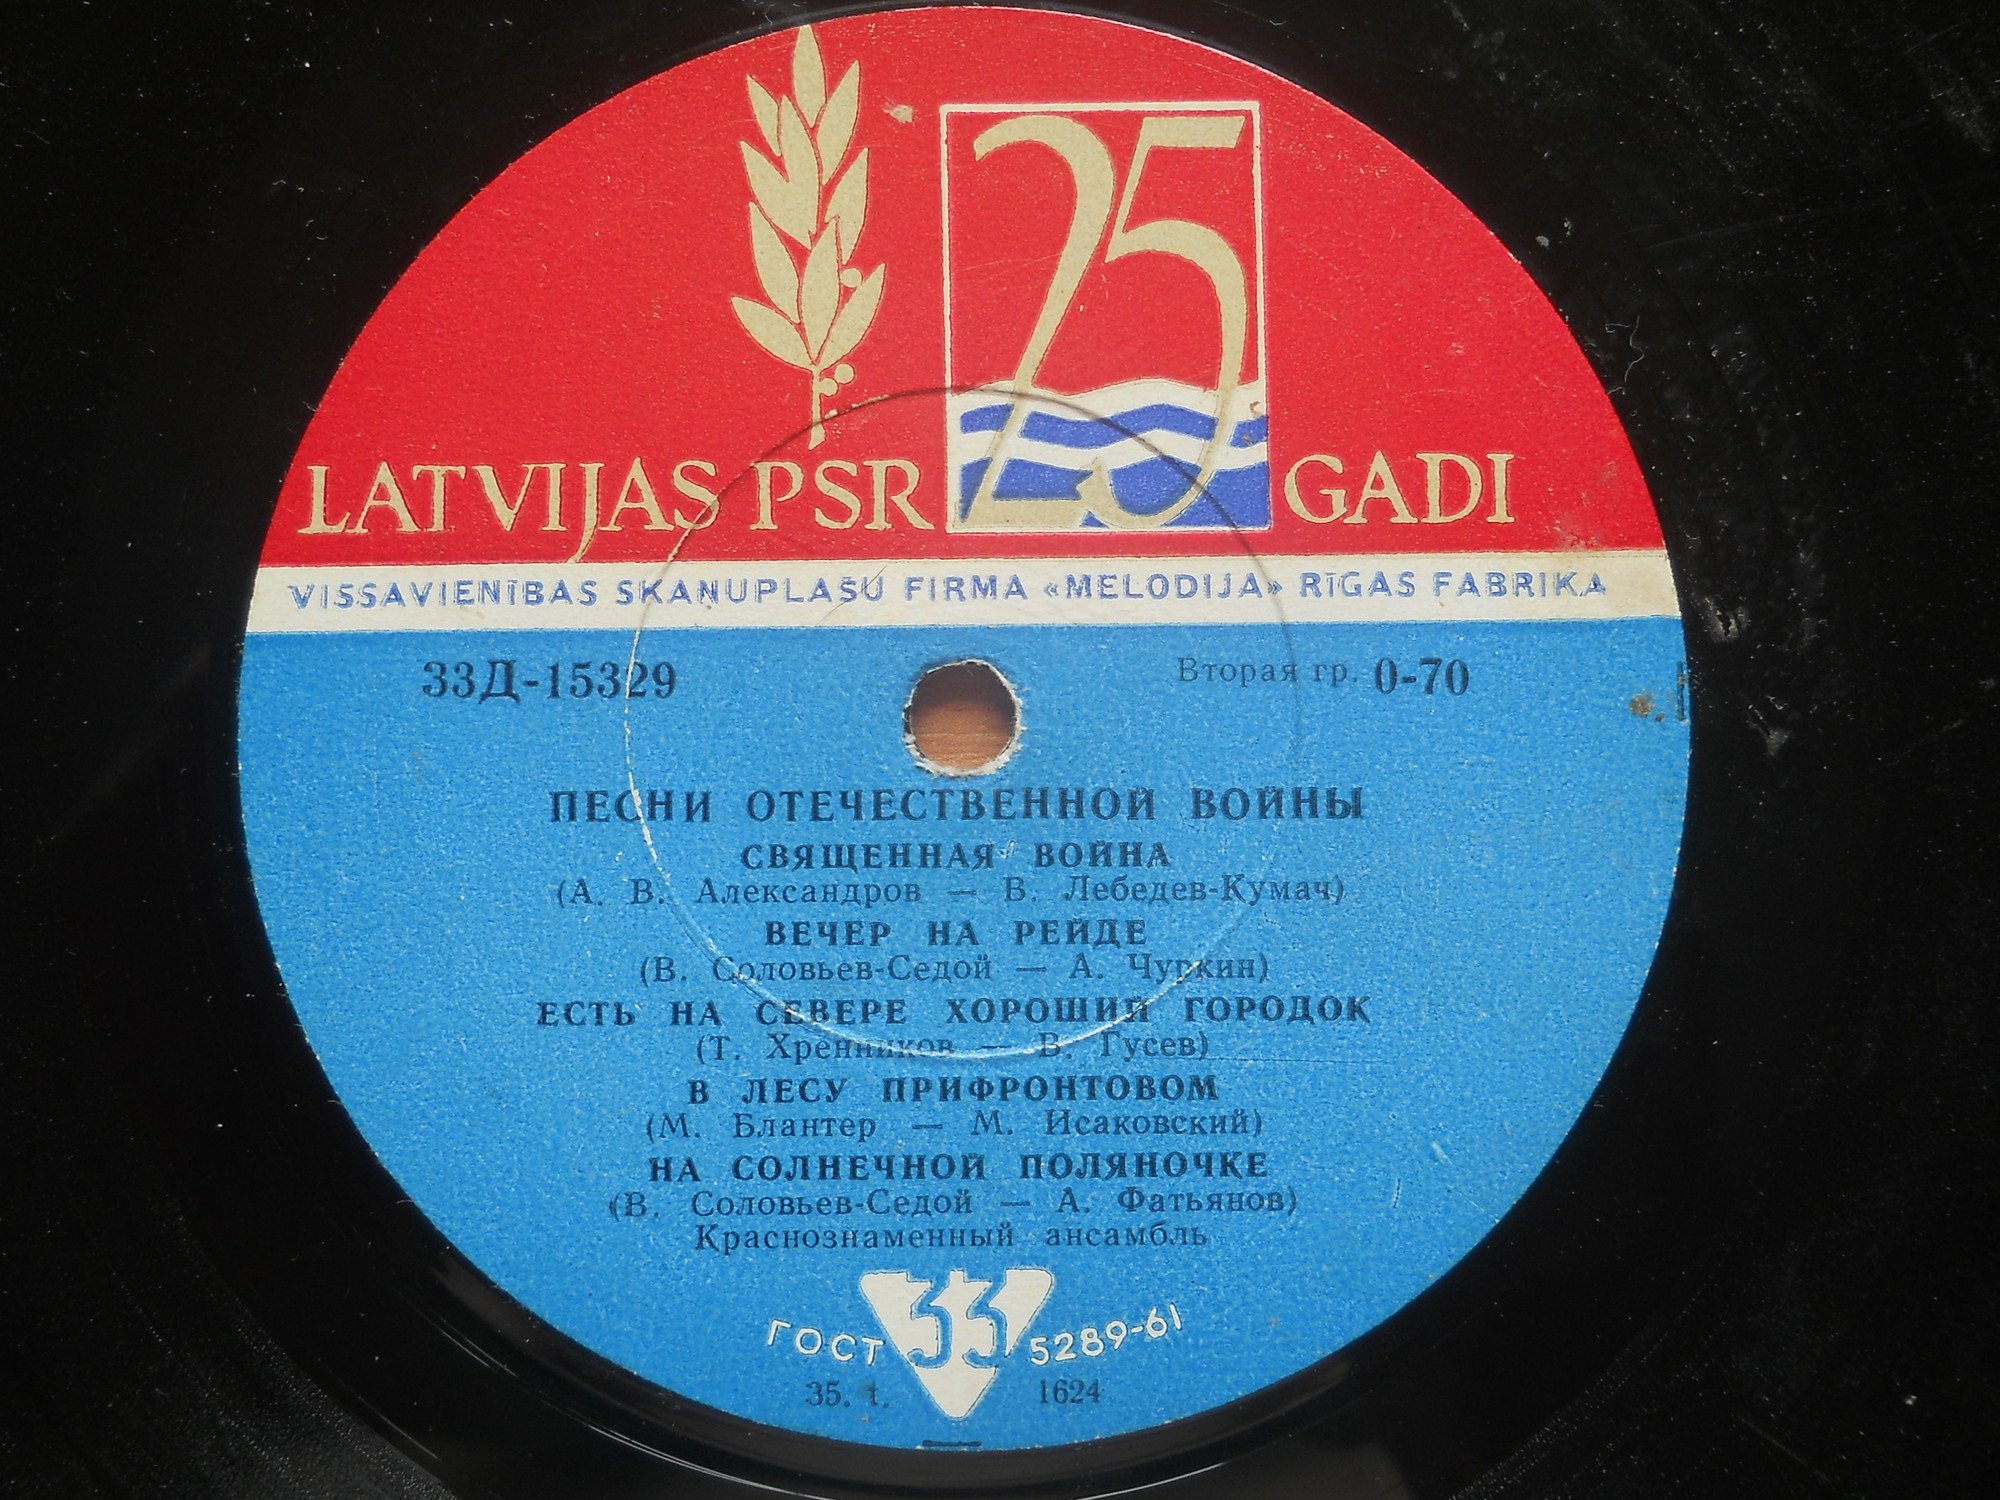 LATVIJAS PSR 25 GADI
VISSAVIENĪBAS SKAŅUPLAŠU FIRMA «MELODIJA» RĪGAS FABRIKA
33Д-15329 Вторая гр. 0-70
ПЕСНИ ОТЕЧЕСТВЕННОЙ ВОЙНЫ
СВЯЩЕННАЯ ВОЙНА
(А. В. Александров — В. Лебедев-Кумач)
ВЕЧЕР НА РЕЙДЕ
(В. Соловьев-Седой — А. Чуркин)
ЕСТЬ НА СЕВЕРЕ ХОРОШИЙ ГОРОДОК
(Т. Хренников — В. Гусев)
В ЛЕСУ ПРИФРОНТОВОМ
(М. Блантер — М. Исаковский)
НА СОЛНЕЧНОЙ ПОЛЯНОЧКЕ
(В. Соловьев-Седой — А. Фатьянов)
Краснознаменный ансамбль
ГОСТ 33 5289-61
35. t. 1624